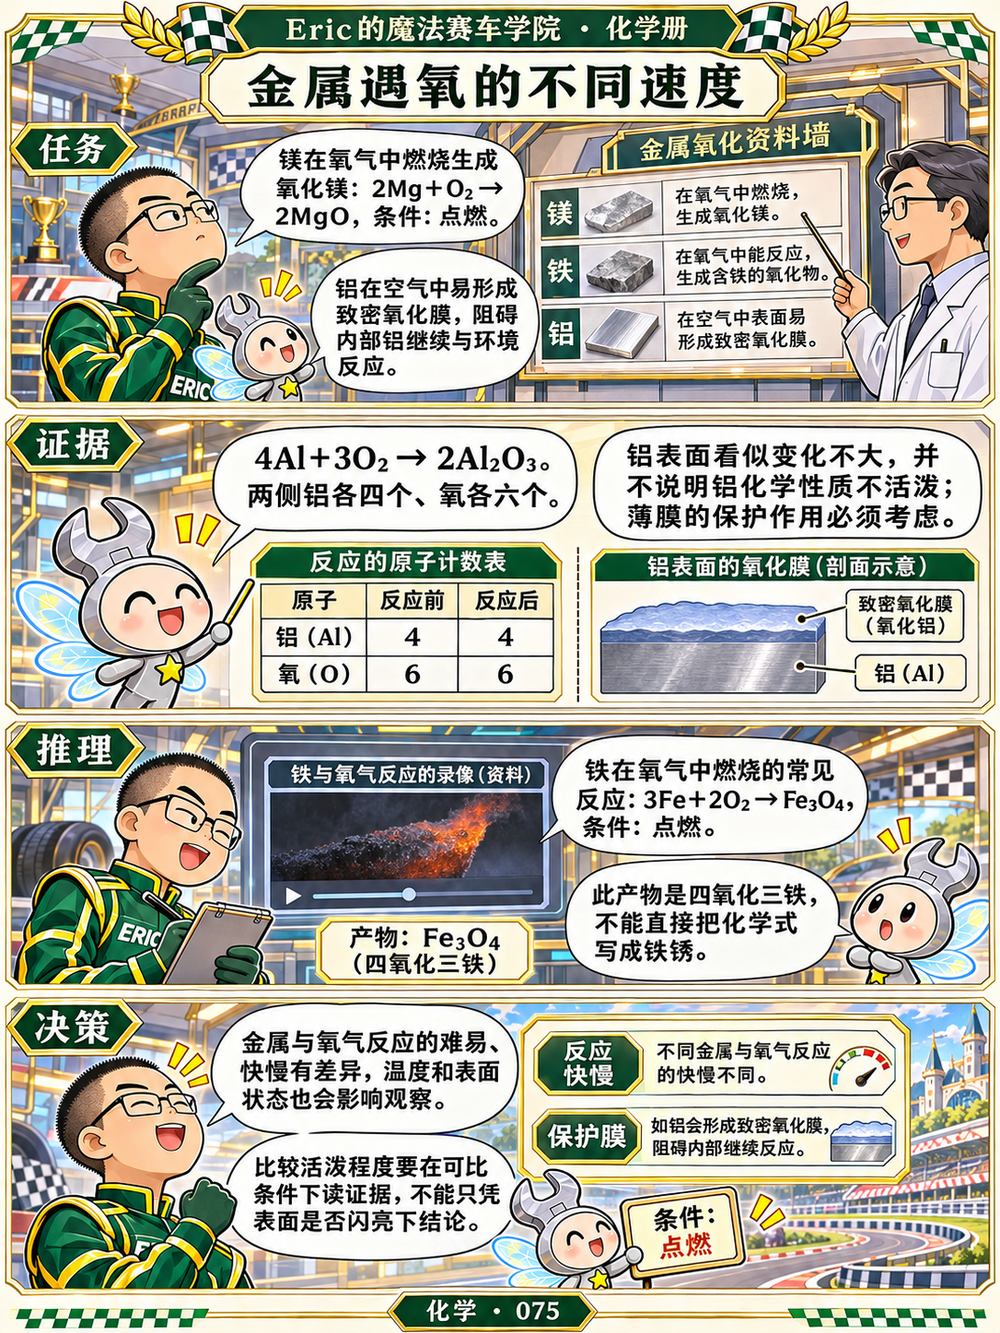 Eric的魔法赛车学院 · 化学册
金属遇氧的不同速度
任务
镁在氧气中燃烧生成
氧化镁：2Mg＋O₂→
2MgO，条件：点燃。
铝在空气中易形成
致密氧化膜，阻碍
内部铝继续与环境
反应。
ERIC
金属氧化资料墙
镁
在氧气中燃烧，
生成氧化镁。
铁
在氧气中能反应，
生成含铁的氧化物。
铝
在空气中表面易
形成致密氧化膜。
证据
4Al＋3O₂→2Al₂O₃。
两侧铝各四个、氧各六个。
铝表面看似变化不大，并
不说明铝化学性质不活泼；
薄膜的保护作用必须考虑。
反应的原子计数表
原子 反应前 反应后
铝（Al） 4 4
氧（O） 6 6
铝表面的氧化膜（剖面示意）
致密氧化膜
（氧化铝）
铝（Al）
推理
铁与氧气反应的录像（资料）
铁在氧气中燃烧的常见
反应：3Fe＋2O₂→Fe₃O₄，
条件：点燃。
ERIC
产物：Fe₃O₄
（四氧化三铁）
此产物是四氧化三铁，
不能直接把化学式
写成铁锈。
决策
金属与氧气反应的难易、
快慢有差异，温度和表面
状态也会影响观察。
比较活泼程度要在可比
条件下读证据，不能只凭
表面是否闪亮下结论。
反应
快慢
不同金属与氧气反应
的快慢不同。
保护膜
如铝会形成致密氧化膜，
阻碍内部继续反应。
条件：
点燃
化学 · 075